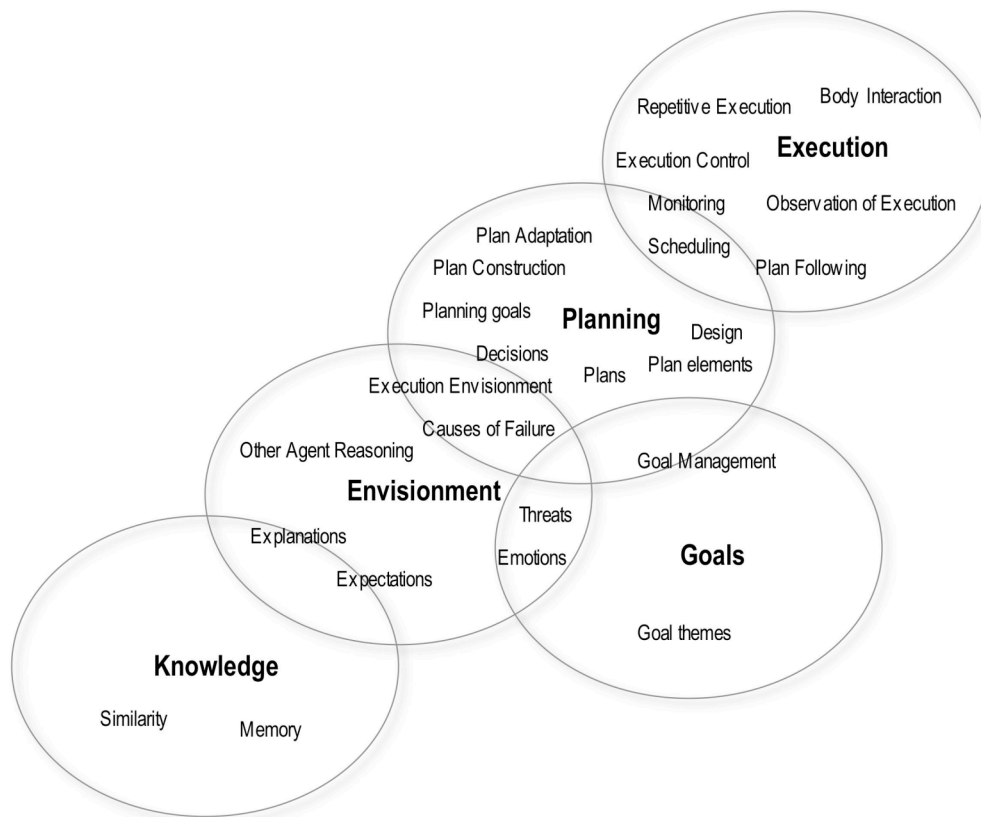 Body Interaction
Repetitive Execution
Execution
Execution Control
Monitoring
Observation of Execution
Plan Adaptation
Scheduling
Plan Construction
Plan Following
Planning goals
Planning
Design
Decisions
Plan elements
Plans
Execution Envisionment
Causes of Failure
Other Agent Reasoning
Goal Management
Envisionment
Threats
Explanations
Emotions
Goals
Expectations
Goal themes
Knowledge
Similarity
Memory